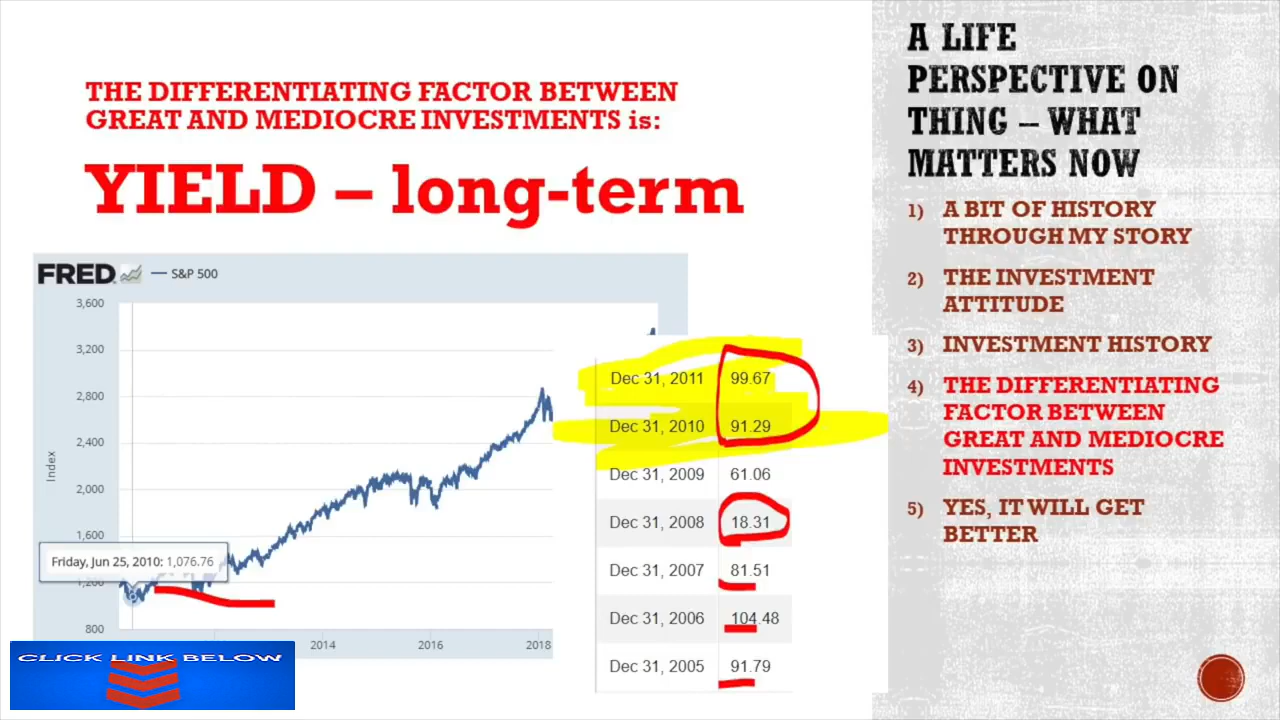 THE DIFFERENTIATING FACTOR BETWEEN
GREAT AND MEDIOCRE INVESTMENTS is:
YIELD – long-term
FRED
S&P 500
3,600
3,200
2,800
2,400
2,000
1,600
1,200
800
Index
Friday, Jun 25, 2010: 1,076.76
2014
2016
2018
Dec 31, 2011 99.67
Dec 31, 2010 91.29
Dec 31, 2009 61.06
Dec 31, 2008 18.31
Dec 31, 2007 81.51
Dec 31, 2006 104.48
Dec 31, 2005 91.79
CLICK LINK BELOW
A LIFE
PERSPECTIVE ON
THING – WHAT
MATTERS NOW
1) A BIT OF HISTORY
THROUGH MY STORY
2) THE INVESTMENT
ATTITUDE
3) INVESTMENT HISTORY
4) THE DIFFERENTIATING
FACTOR BETWEEN
GREAT AND MEDIOCRE
INVESTMENTS
5) YES, IT WILL GET
BETTER